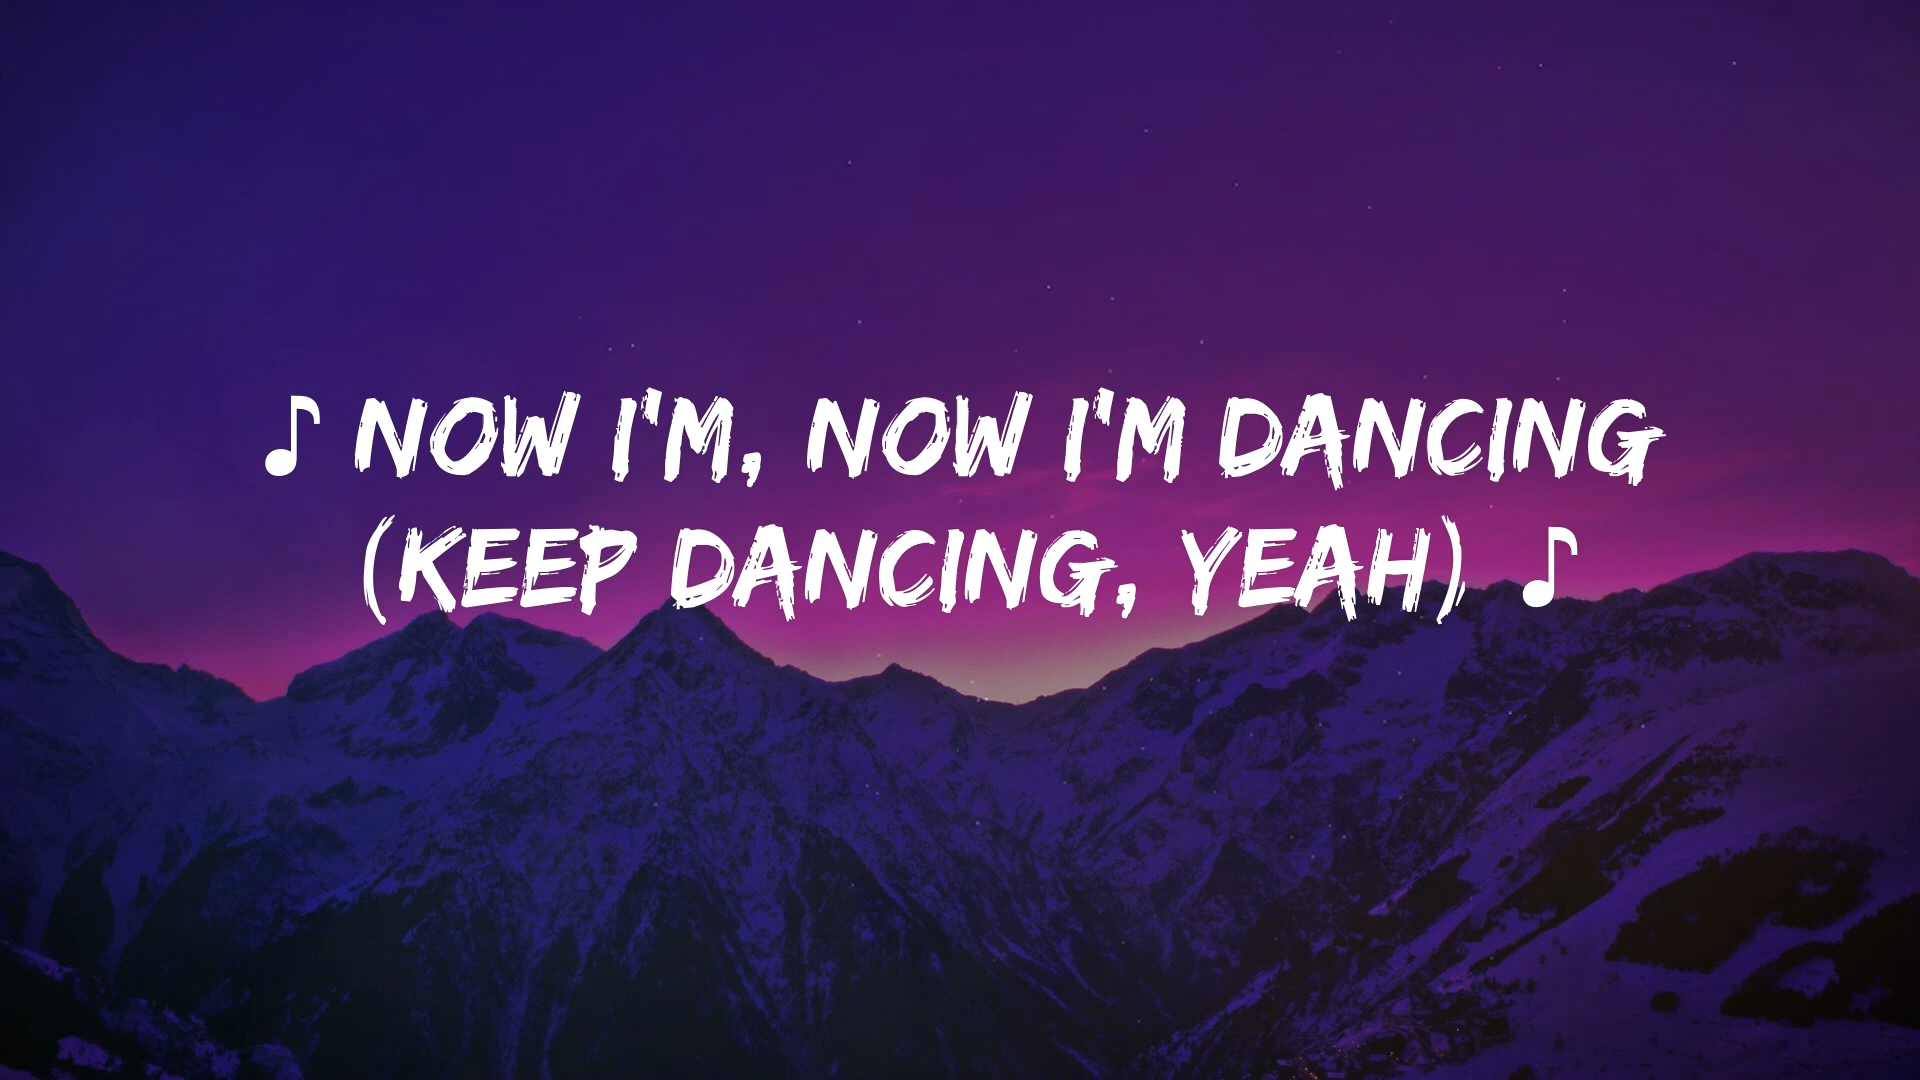 ♪ NOW I'M, NOW I'M DANCING
(KEEP DANCING, YEAH) ♪